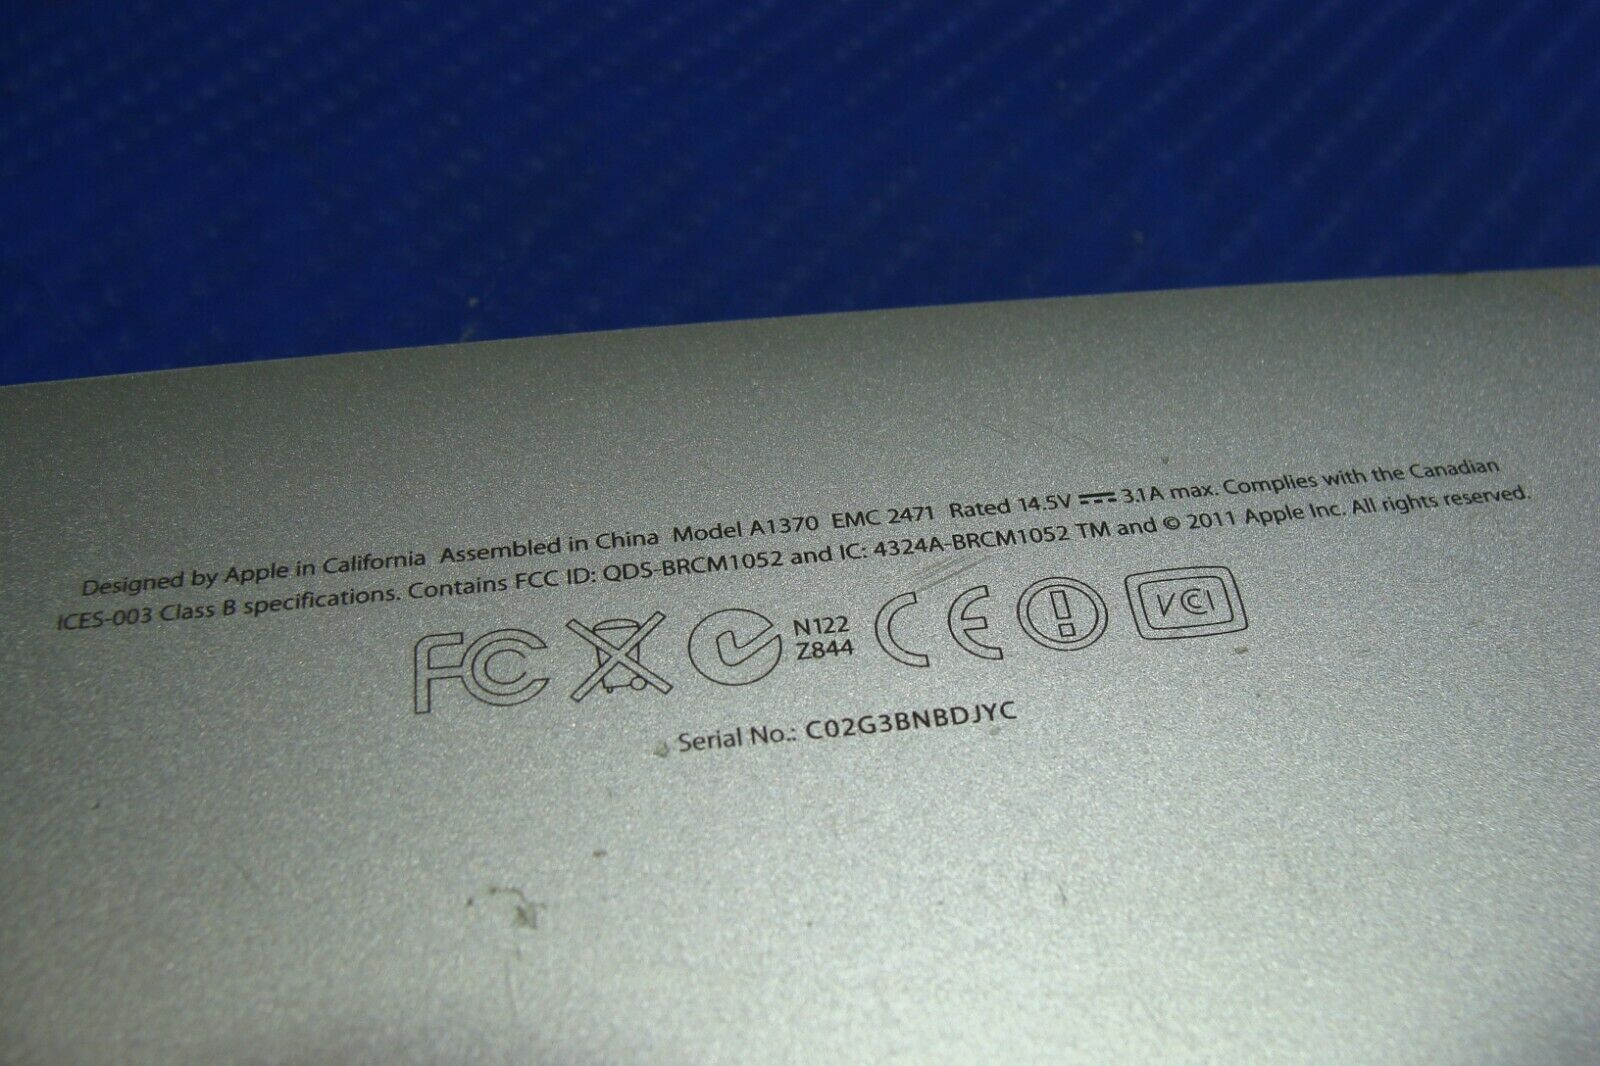 Designed by Apple in California Assembled in China Model A1370 EMC 2471 Rated 14.5V ⎓ 3.1A max. Complies with the Canadian
ICES-003 Class B specifications. Contains FCC ID: QDS-BRCM1052 and IC: 4324A-BRCM1052 TM and © 2011 Apple Inc. All rights reserved.
FC N122 CE VCI
Z844
Serial No.: C02G3BNBDJYC